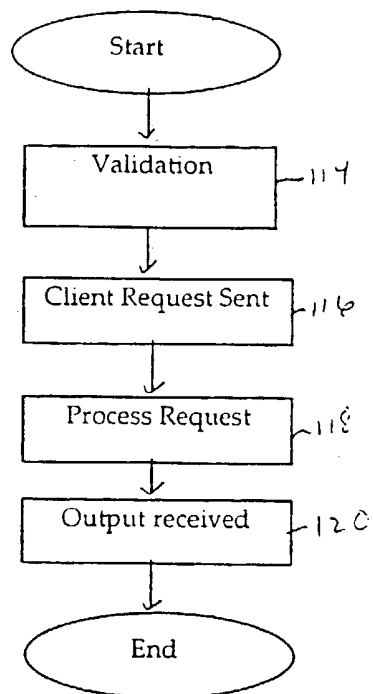 Start
Validation
114
Client Request Sent
116
Process Request
118
Output received
120
End